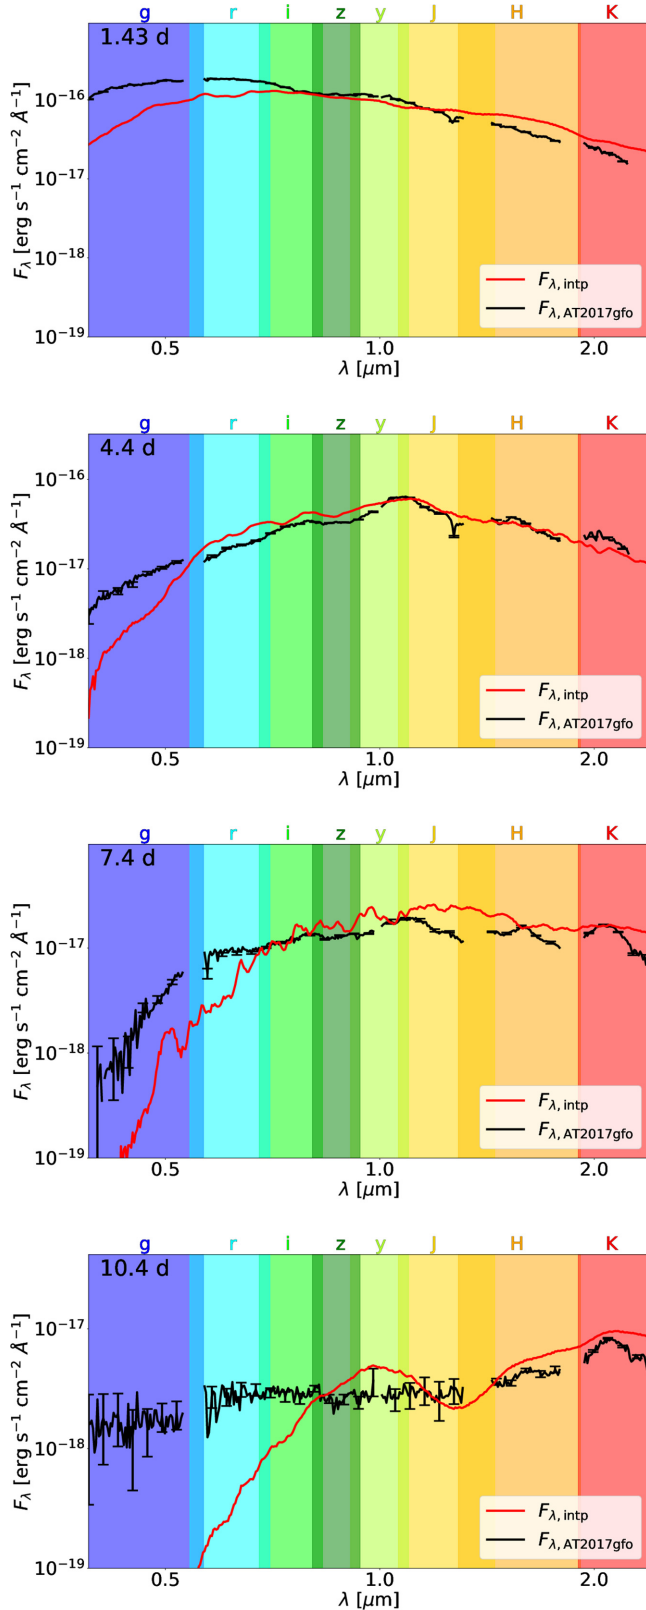 g r i z y J H K
1.43 d
10⁻¹⁶
10⁻¹⁷
10⁻¹⁸
10⁻¹⁹
F_λ [erg s⁻¹ cm⁻² Å⁻¹]
F_λ, intp
F_λ, AT2017gfo
0.5 1.0 2.0
λ [μm]
g r i z y J H K
4.4 d
10⁻¹⁶
10⁻¹⁷
10⁻¹⁸
10⁻¹⁹
F_λ [erg s⁻¹ cm⁻² Å⁻¹]
F_λ, intp
F_λ, AT2017gfo
0.5 1.0 2.0
λ [μm]
g r i z y J H K
7.4 d
10⁻¹⁷
10⁻¹⁸
10⁻¹⁹
F_λ [erg s⁻¹ cm⁻² Å⁻¹]
F_λ, intp
F_λ, AT2017gfo
0.5 1.0 2.0
λ [μm]
g r i z y J H K
10.4 d
10⁻¹⁷
10⁻¹⁸
10⁻¹⁹
F_λ [erg s⁻¹ cm⁻² Å⁻¹]
F_λ, intp
F_λ, AT2017gfo
0.5 1.0 2.0
λ [μm]